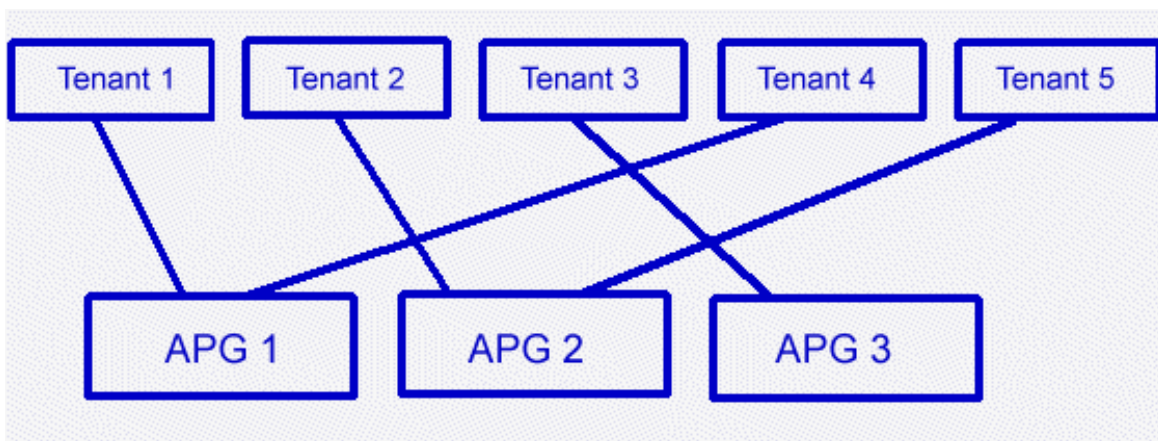 Tenant 1
Tenant 2
Tenant 3
Tenant 4
Tenant 5
APG 1
APG 2
APG 3